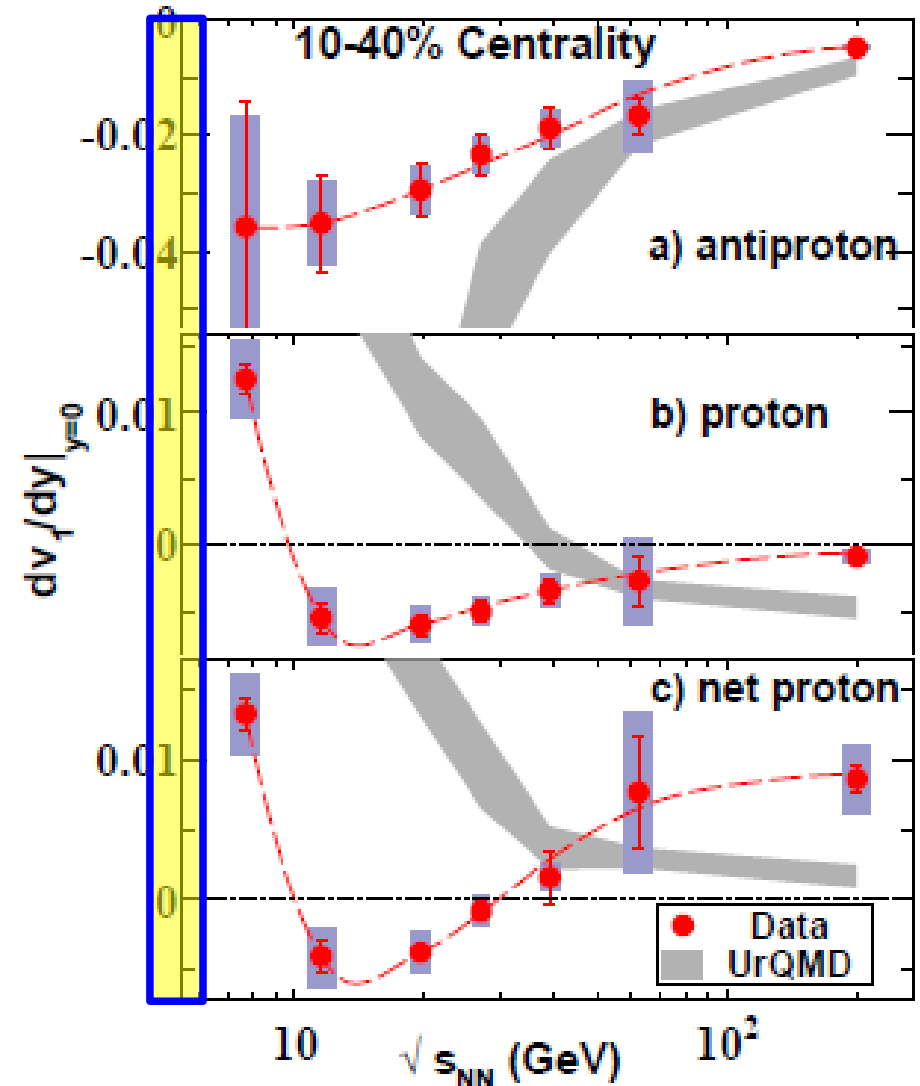 0
10-40% Centrality
-0.02
-0.04
a) antiproton
0.01
b) proton
0
dv₁/dy|y=0
c) net proton
0.01
0
Data
UrQMD
10
10²
√sNN (GeV)